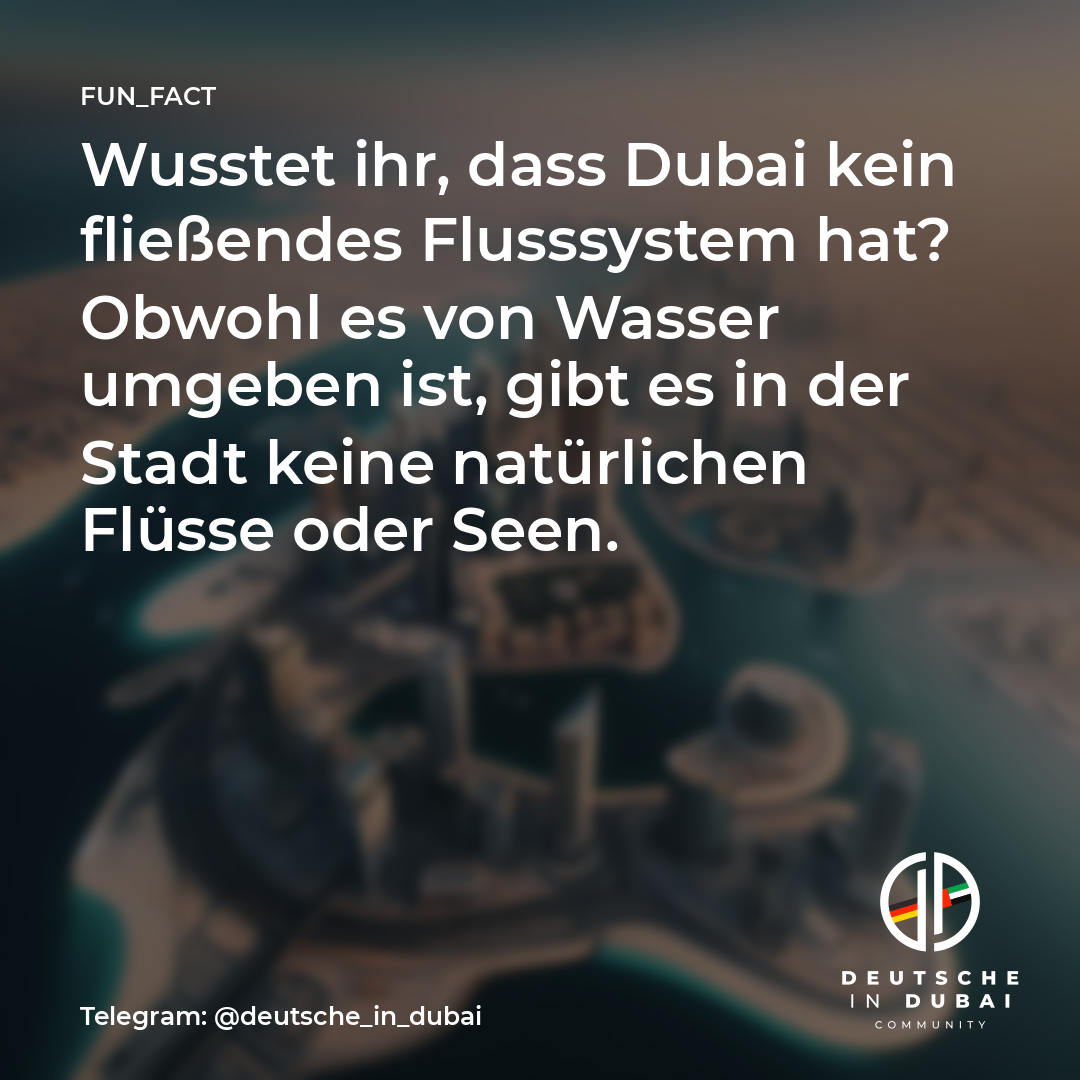 FUN_FACT
Wusstet ihr, dass Dubai kein
fließendes Flusssystem hat?
Obwohl es von Wasser
umgeben ist, gibt es in der
Stadt keine natürlichen
Flüsse oder Seen.
DEUTSCHE
IN DUBAI
COMMUNITY
Telegram: @deutsche_in_dubai